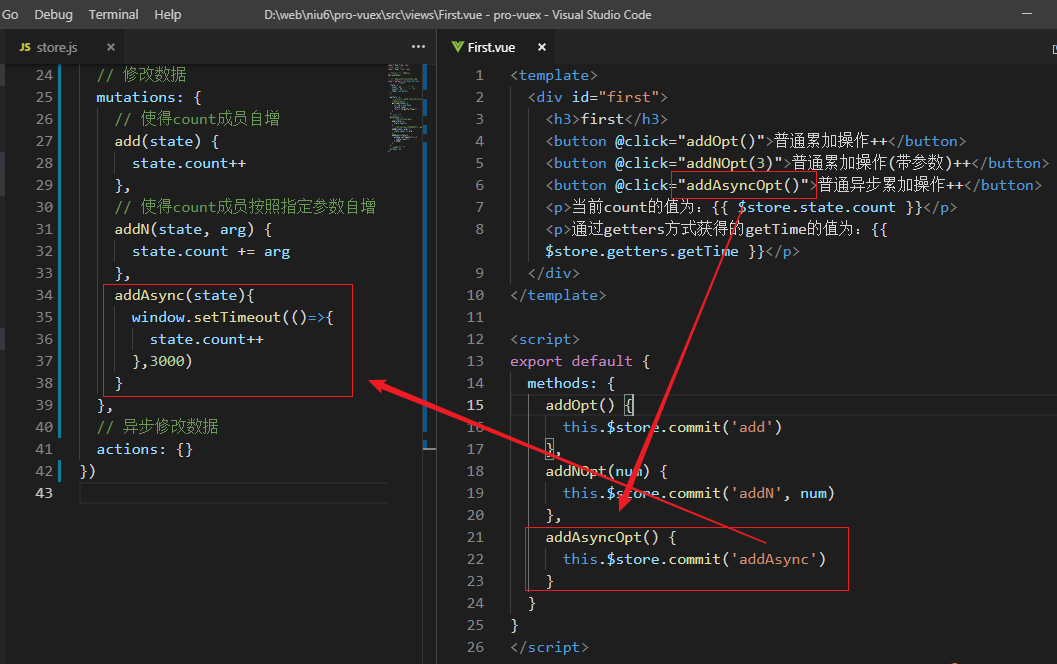 Go Debug Terminal Help D:\web\niu6\pro-vuex\src\views\First.vue - pro-vuex - Visual Studio Code
JS store.js × ···
24 // 修改数据
25 mutations: {
26 // 使得count成员自增
27 add(state) {
28 state.count++
29 },
30 // 使得count成员按照指定参数自增
31 addN(state, arg) {
32 state.count += arg
33 },
34 addAsync(state){
35 window.setTimeout(()=>{
36 state.count++
37 },3000)
38 }
39 },
40 // 异步修改数据
41 actions: {}
42 })
43
First.vue ×
1 <template>
2 <div id="first">
3 <h3>first</h3>
4 <button @click="addOpt()">普通累加操作++</button>
5 <button @click="addNOpt(3)">普通累加操作(带参数)++</button>
6 <button @click="addAsyncOpt()">普通异步累加操作++</button>
7 <p>当前count的值为：{{ $store.state.count }}</p>
8 <p>通过getters方式获得的getTime的值为：{{
$store.getters.getTime }}</p>
9 </div>
10 </template>
11
12 <script>
13 export default {
14 methods: {
15 addOpt() {
16 this.$store.commit('add')
17 },
18 addNOpt(num) {
19 this.$store.commit('addN', num)
20 },
21 addAsyncOpt() {
22 this.$store.commit('addAsync')
23 }
24 }
25 }
26 </script>